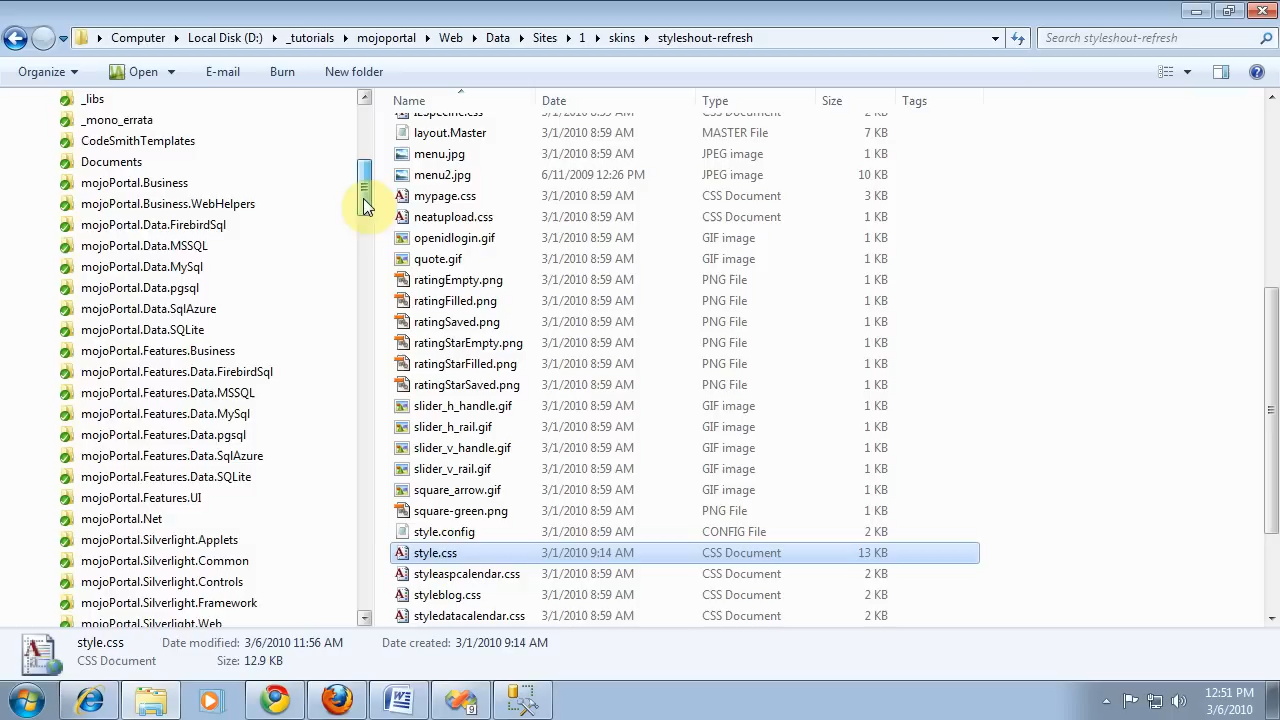 Computer Local Disk (D:) _tutorials mojoportal Web Data Sites 1 skins styleshout-refresh
Search styleshout-refresh
Organize Open E-mail Burn New folder
_libs
_mono_errata
CodeSmithTemplates
Documents
mojoPortal.Business
mojoPortal.Business.WebHelpers
mojoPortal.Data.FirebirdSql
mojoPortal.Data.MSSQL
mojoPortal.Data.MySql
mojoPortal.Data.pgsql
mojoPortal.Data.SqlAzure
mojoPortal.Data.SQLite
mojoPortal.Features.Business
mojoPortal.Features.Data.FirebirdSql
mojoPortal.Features.Data.MSSQL
mojoPortal.Features.Data.MySql
mojoPortal.Features.Data.pgsql
mojoPortal.Features.Data.SqlAzure
mojoPortal.Features.Data.SQLite
mojoPortal.Features.UI
mojoPortal.Net
mojoPortal.Silverlight.Applets
mojoPortal.Silverlight.Common
mojoPortal.Silverlight.Controls
mojoPortal.Silverlight.Framework
mojoPortal.Silverlight.Web
Name Date Type Size Tags
layout.Master 3/1/2010 8:59 AM MASTER File 7 KB
menu.jpg 3/1/2010 8:59 AM JPEG image 1 KB
menu2.jpg 6/11/2009 12:26 PM JPEG image 10 KB
mypage.css 3/1/2010 8:59 AM CSS Document 3 KB
neatupload.css 3/1/2010 8:59 AM CSS Document 1 KB
openidlogin.gif 3/1/2010 8:59 AM GIF image 1 KB
quote.gif 3/1/2010 8:59 AM GIF image 1 KB
ratingEmpty.png 3/1/2010 8:59 AM PNG File 1 KB
ratingFilled.png 3/1/2010 8:59 AM PNG File 1 KB
ratingSaved.png 3/1/2010 8:59 AM PNG File 1 KB
ratingStarEmpty.png 3/1/2010 8:59 AM PNG File 1 KB
ratingStarFilled.png 3/1/2010 8:59 AM PNG File 1 KB
ratingStarSaved.png 3/1/2010 8:59 AM PNG File 1 KB
slider_h_handle.gif 3/1/2010 8:59 AM GIF image 1 KB
slider_h_rail.gif 3/1/2010 8:59 AM GIF image 1 KB
slider_v_handle.gif 3/1/2010 8:59 AM GIF image 1 KB
slider_v_rail.gif 3/1/2010 8:59 AM GIF image 1 KB
square_arrow.gif 3/1/2010 8:59 AM GIF image 1 KB
square-green.png 3/1/2010 8:59 AM PNG File 1 KB
style.config 3/1/2010 8:59 AM CONFIG File 2 KB
style.css 3/1/2010 9:14 AM CSS Document 13 KB
styleaspcalendar.css 3/1/2010 8:59 AM CSS Document 2 KB
styleblog.css 3/1/2010 8:59 AM CSS Document 2 KB
styledatacalendar.css 3/1/2010 8:59 AM CSS Document 2 KB
style.css Date modified: 3/6/2010 11:56 AM Date created: 3/1/2010 9:14 AM
CSS Document Size: 12.9 KB
12:51 PM
3/6/2010